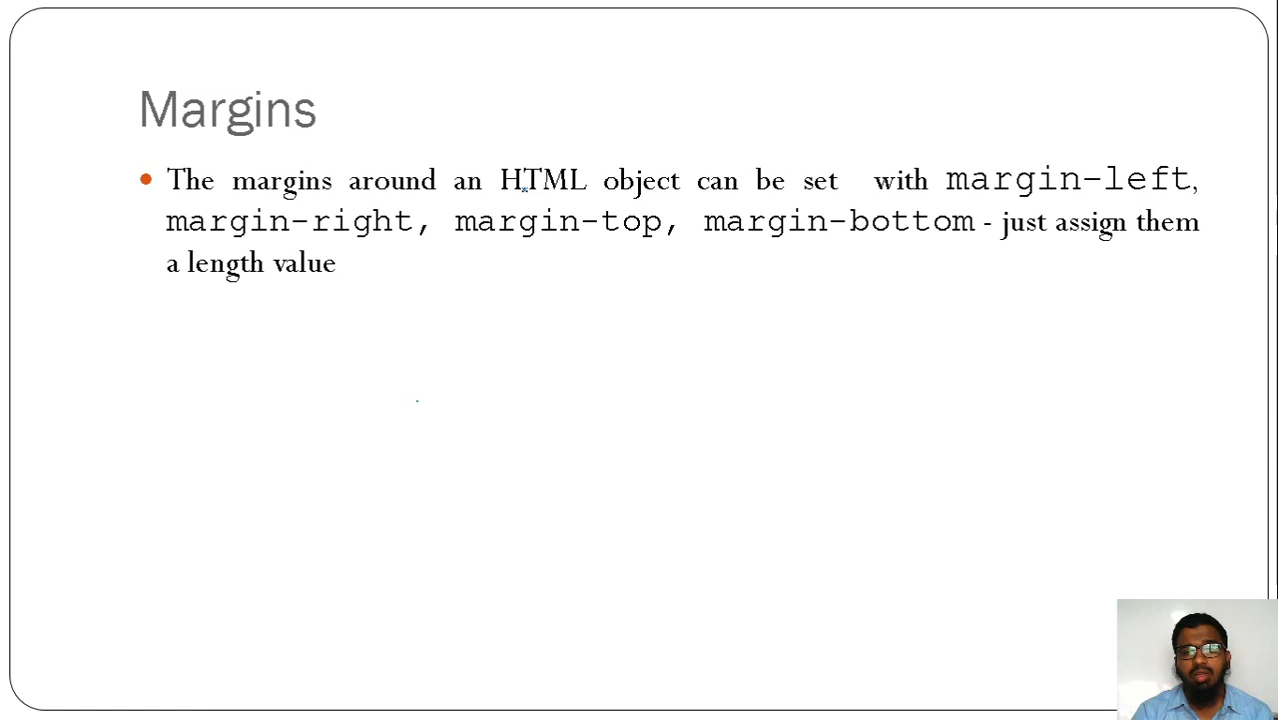 Margins
The margins around an HTML object can be set with margin-left,
margin-right, margin-top, margin-bottom - just assign them
a length value